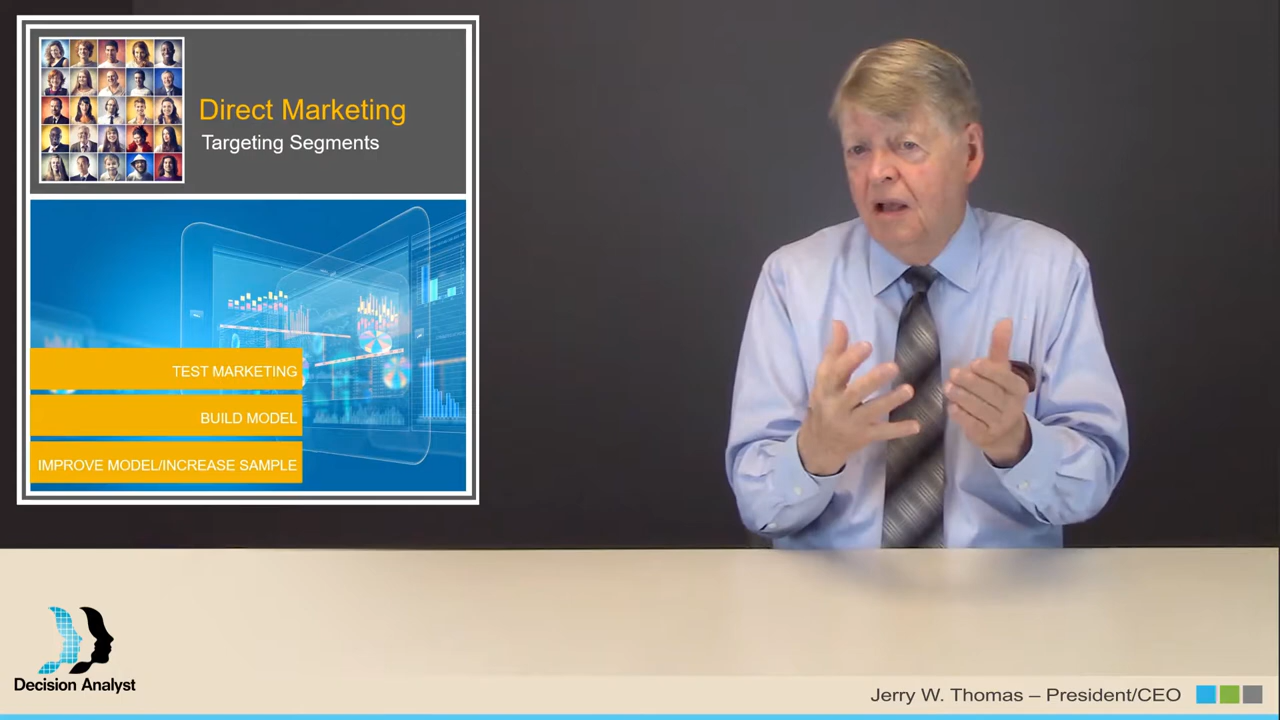 Direct Marketing
Targeting Segments
TEST MARKETING
BUILD MODEL
IMPROVE MODEL/INCREASE SAMPLE
Decision Analyst
Jerry W. Thomas – President/CEO